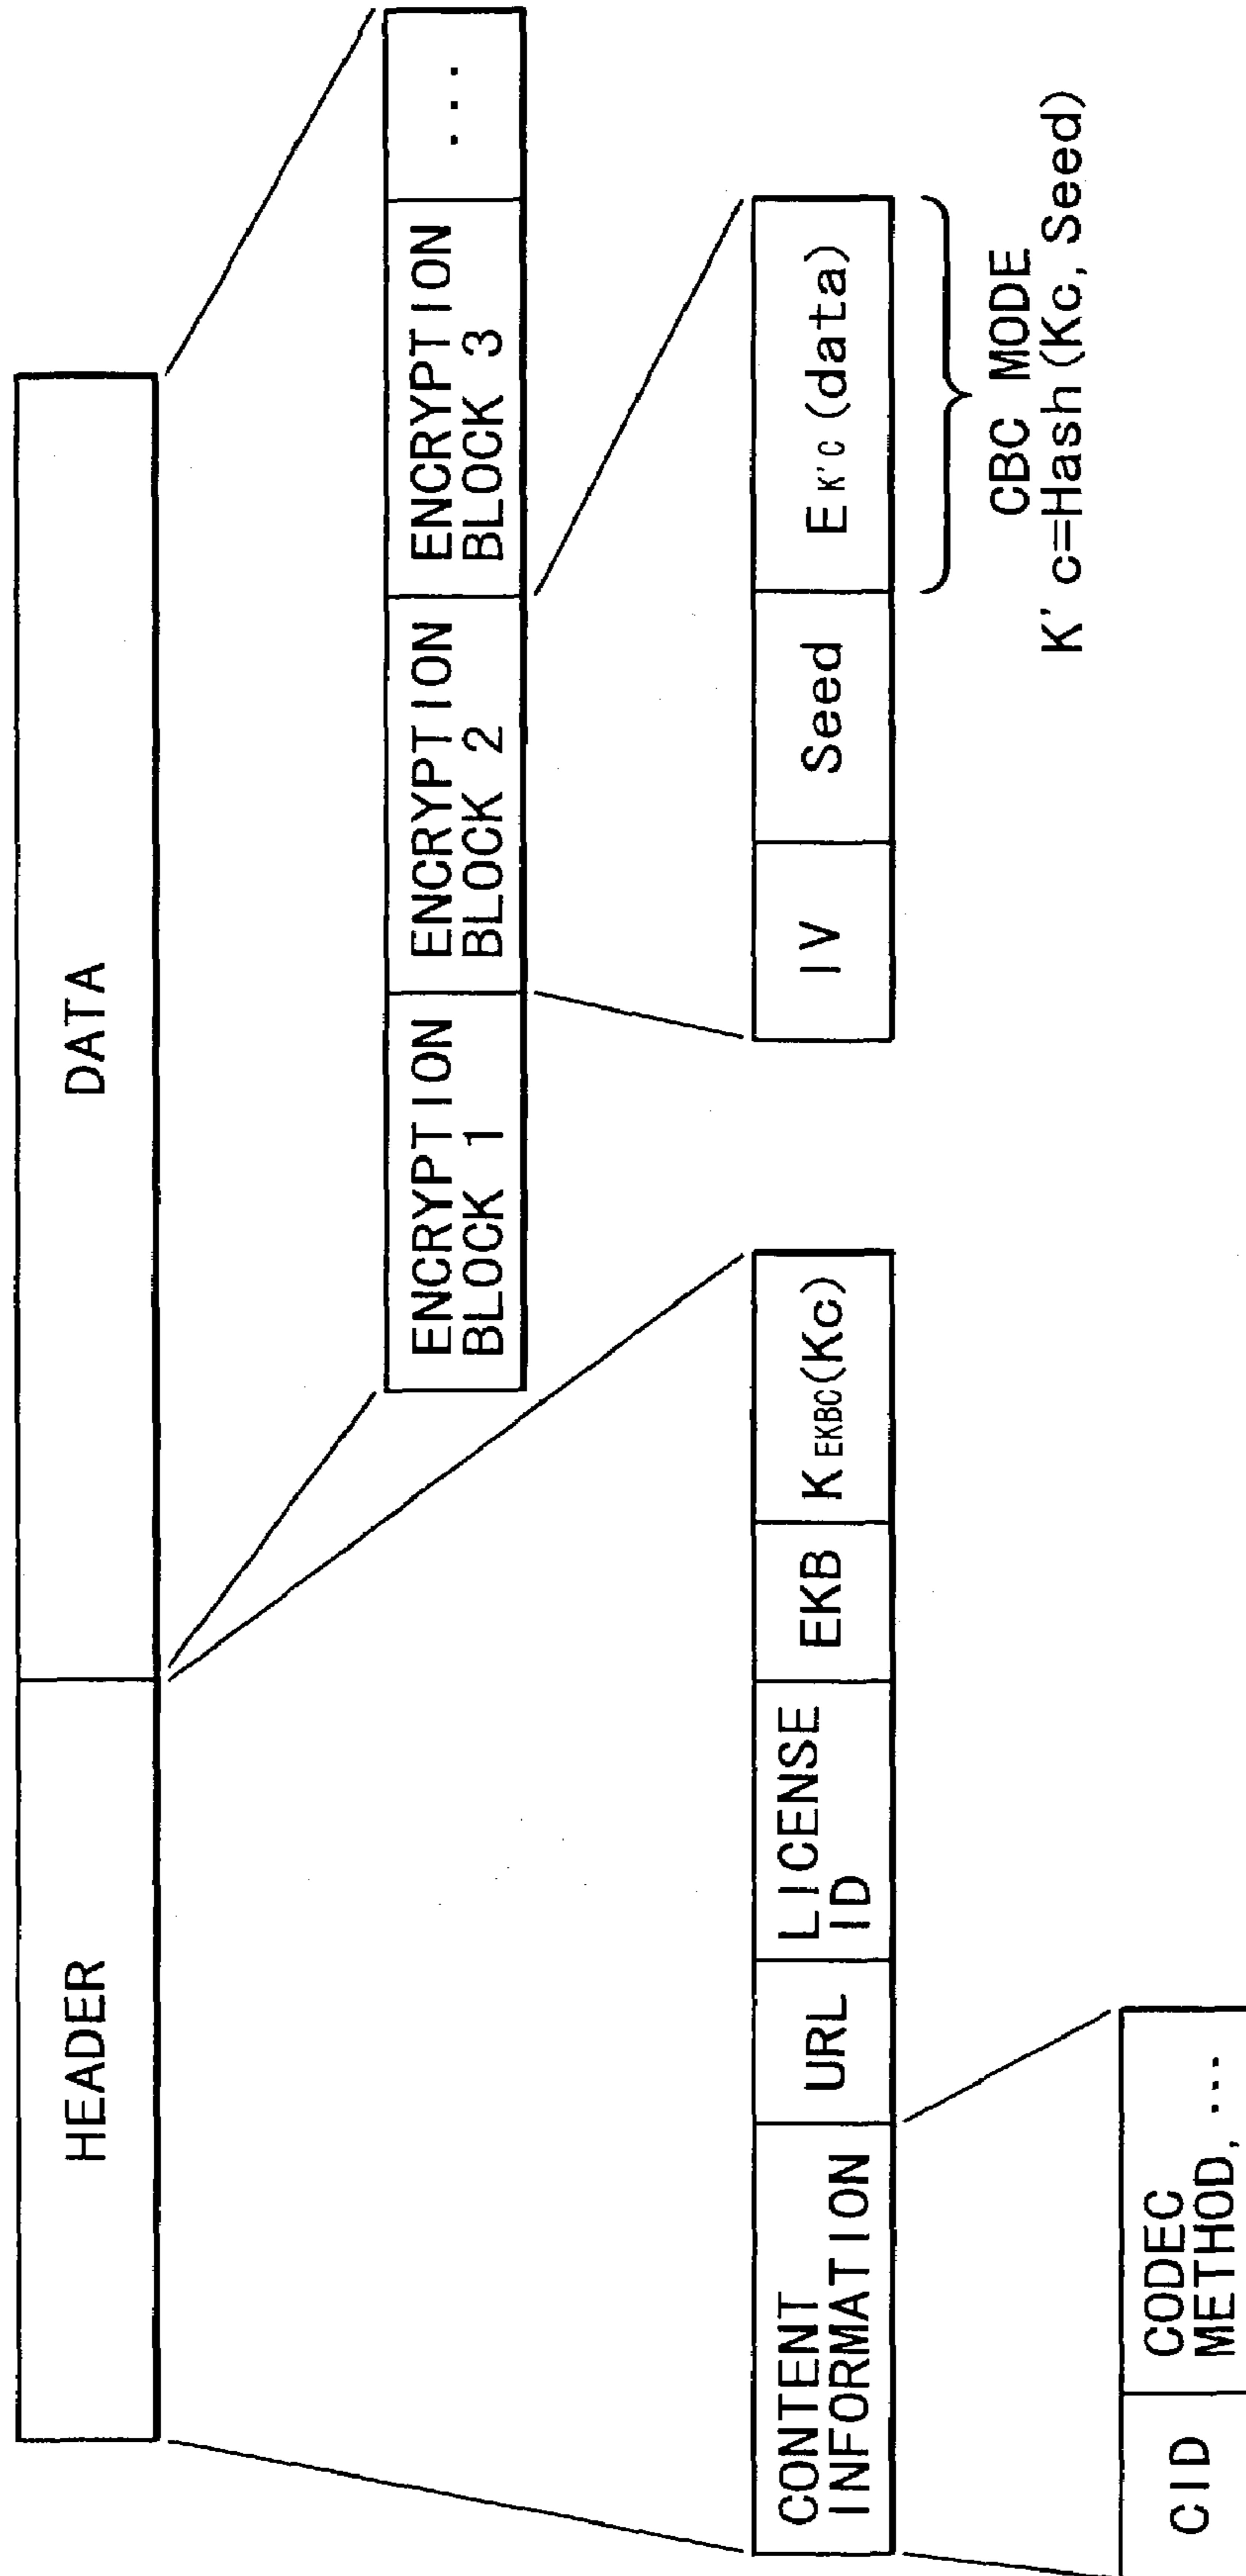 HEADER
DATA
ENCRYPTION
BLOCK 1
ENCRYPTION
BLOCK 2
ENCRYPTION
BLOCK 3
...
CONTENT
INFORMATION
URL
LICENSE
ID
EKB
KEKBC(Kc)
IV
Seed
EK'c(data)
CBC MODE
K'c=Hash(Kc, Seed)
CID
CODEC
METHOD, ...